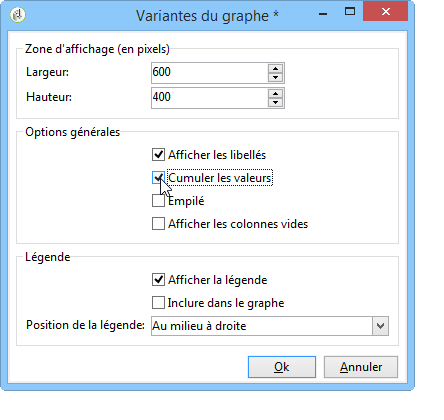 Variantes du graphe *
Zone d'affichage (en pixels)
Largeur: 600
Hauteur: 400
Options générales
Afficher les libellés
Cumuler les valeurs
Empilé
Afficher les colonnes vides
Légende
Afficher la légende
Inclure dans le graphe
Position de la légende: Au milieu à droite
Ok Annuler